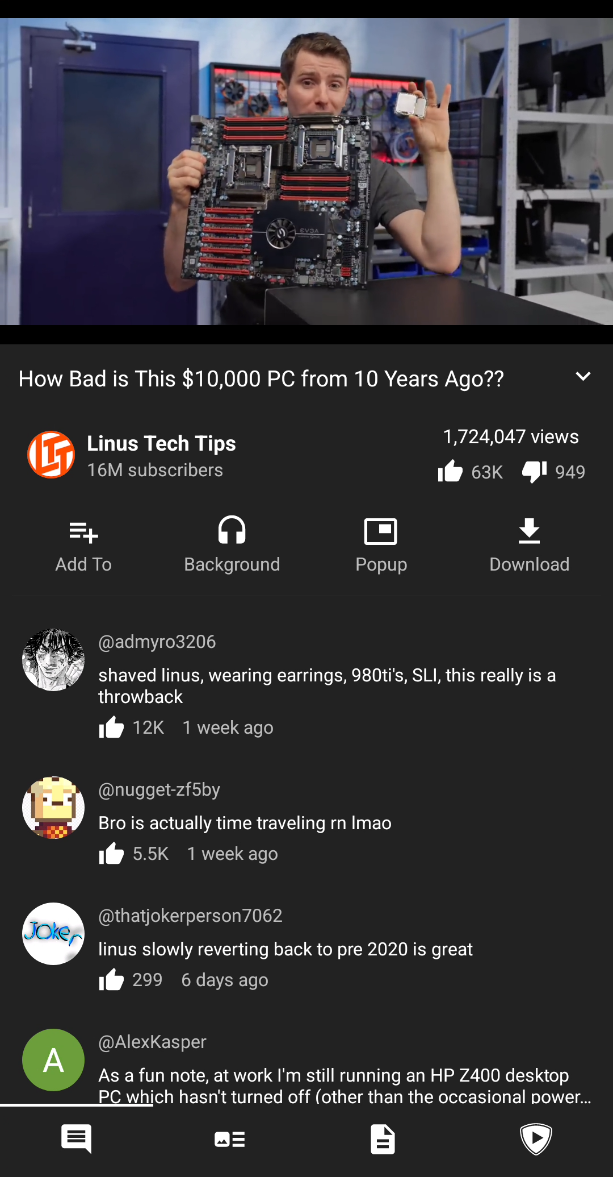 EVGA
How Bad is This $10,000 PC from 10 Years Ago??
LTT
Linus Tech Tips
16M subscribers
1,724,047 views
63K 949
Add To Background Popup Download
@admyro3206
shaved linus, wearing earrings, 980ti's, SLI, this really is a
throwback
12K 1 week ago
@nugget-zf5by
Bro is actually time traveling rn lmao
5.5K 1 week ago
Joker
@thatjokerperson7062
linus slowly reverting back to pre 2020 is great
299 6 days ago
A
@AlexKasper
As a fun note, at work I'm still running an HP Z400 desktop
PC which hasn't turned off (other than the occasional power...